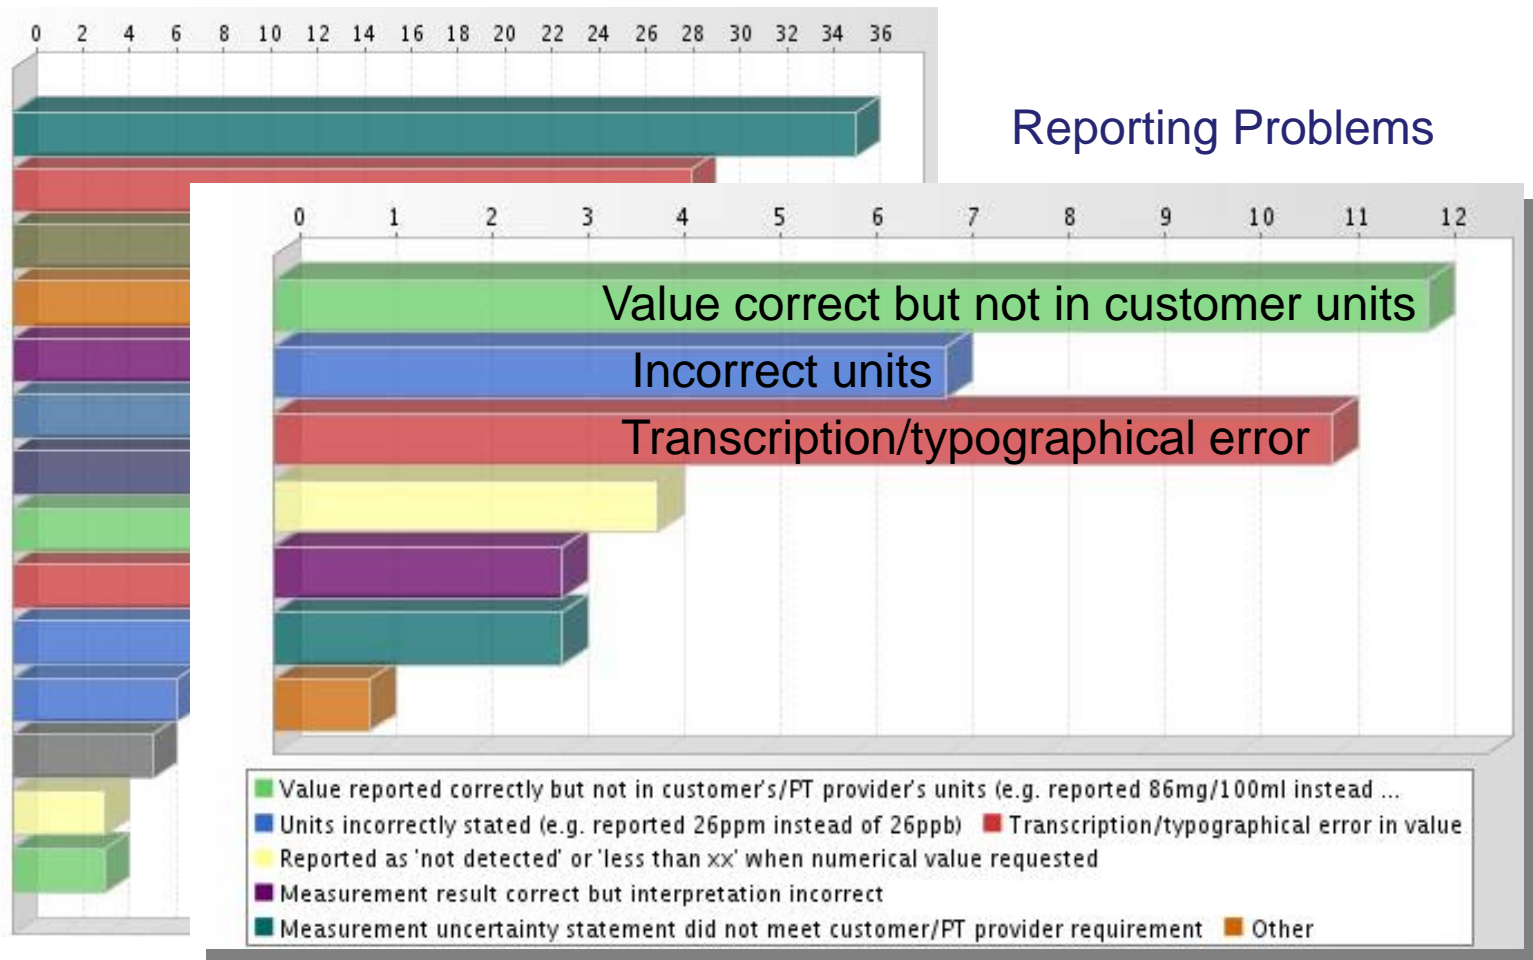 0 2 4 6 8 10 12 14 16 18 20 22 24 26 28 30 32 34 36
Reporting Problems
0 1 2 3 4 5 6 7 8 9 10 11 12
Value correct but not in customer units
Incorrect units
Transcription/typographical error
Value reported correctly but not in customer's/PT provider's units (e.g. reported 86mg/100ml instead ...
Units incorrectly stated (e.g. reported 26ppm instead of 26ppb) Transcription/typographical error in value
Reported as 'not detected' or 'less than xx' when numerical value requested
Measurement result correct but interpretation incorrect
Measurement uncertainty statement did not meet customer/PT provider requirement Other